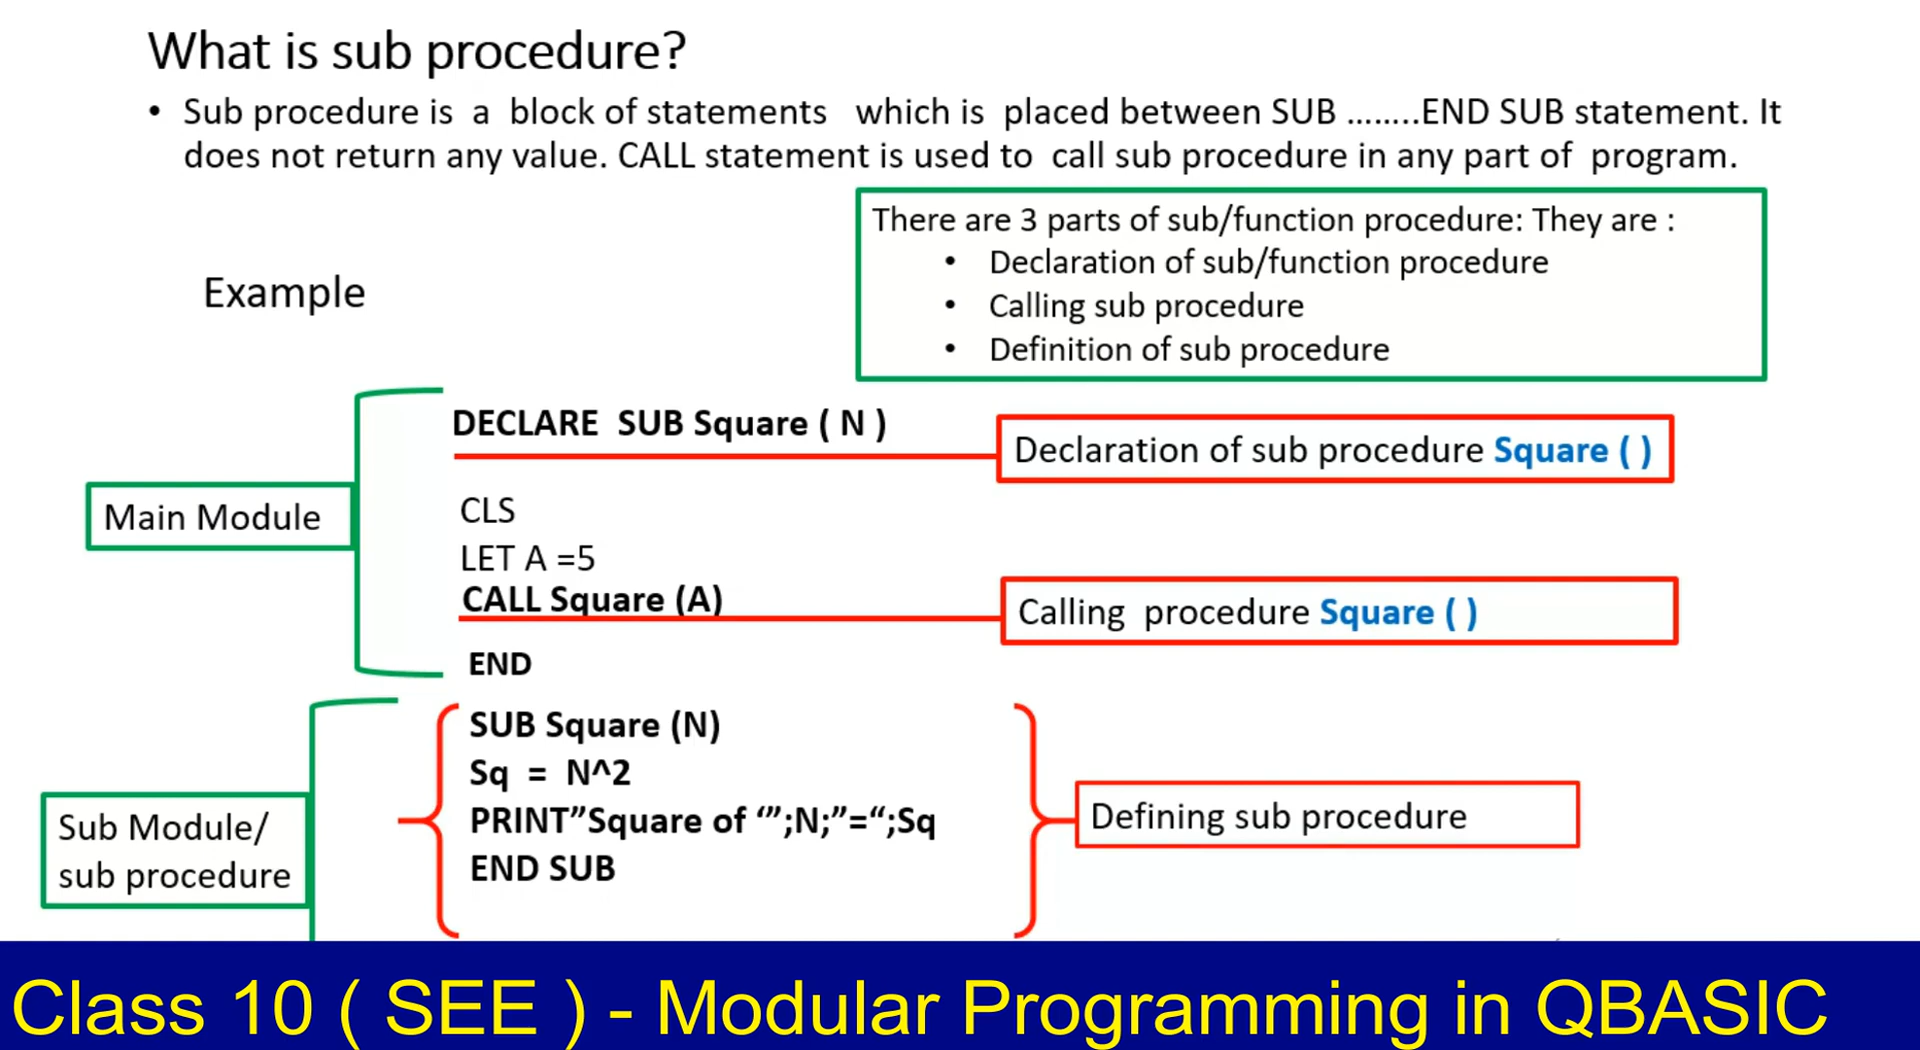 What is sub procedure?
• Sub procedure is a block of statements which is placed between SUB ........END SUB statement. It
does not return any value. CALL statement is used to call sub procedure in any part of program.
There are 3 parts of sub/function procedure: They are :
• Declaration of sub/function procedure
• Calling sub procedure
• Definition of sub procedure
Example
DECLARE SUB Square ( N )
Declaration of sub procedure Square ( )
Main Module
CLS
LET A =5
CALL Square (A)
Calling procedure Square ( )
END
SUB Square (N)
Sq = N^2
PRINT”Square of ‘”;N;”=“;Sq
END SUB
Sub Module/
sub procedure
Defining sub procedure
Class 10 ( SEE ) - Modular Programming in QBASIC